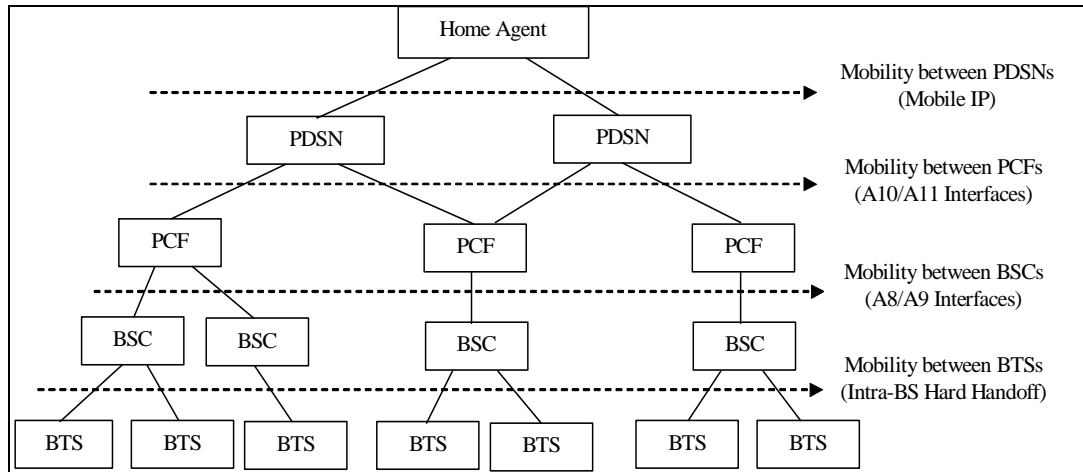 Home Agent
Mobility between PDSNs
(Mobile IP)
PDSN
PDSN
Mobility between PCFs
(A10/A11 Interfaces)
PCF
PCF
PCF
Mobility between BSCs
(A8/A9 Interfaces)
BSC
BSC
BSC
BSC
Mobility between BTSs
(Intra-BS Hard Handoff)
BTS
BTS
BTS
BTS
BTS
BTS
BTS